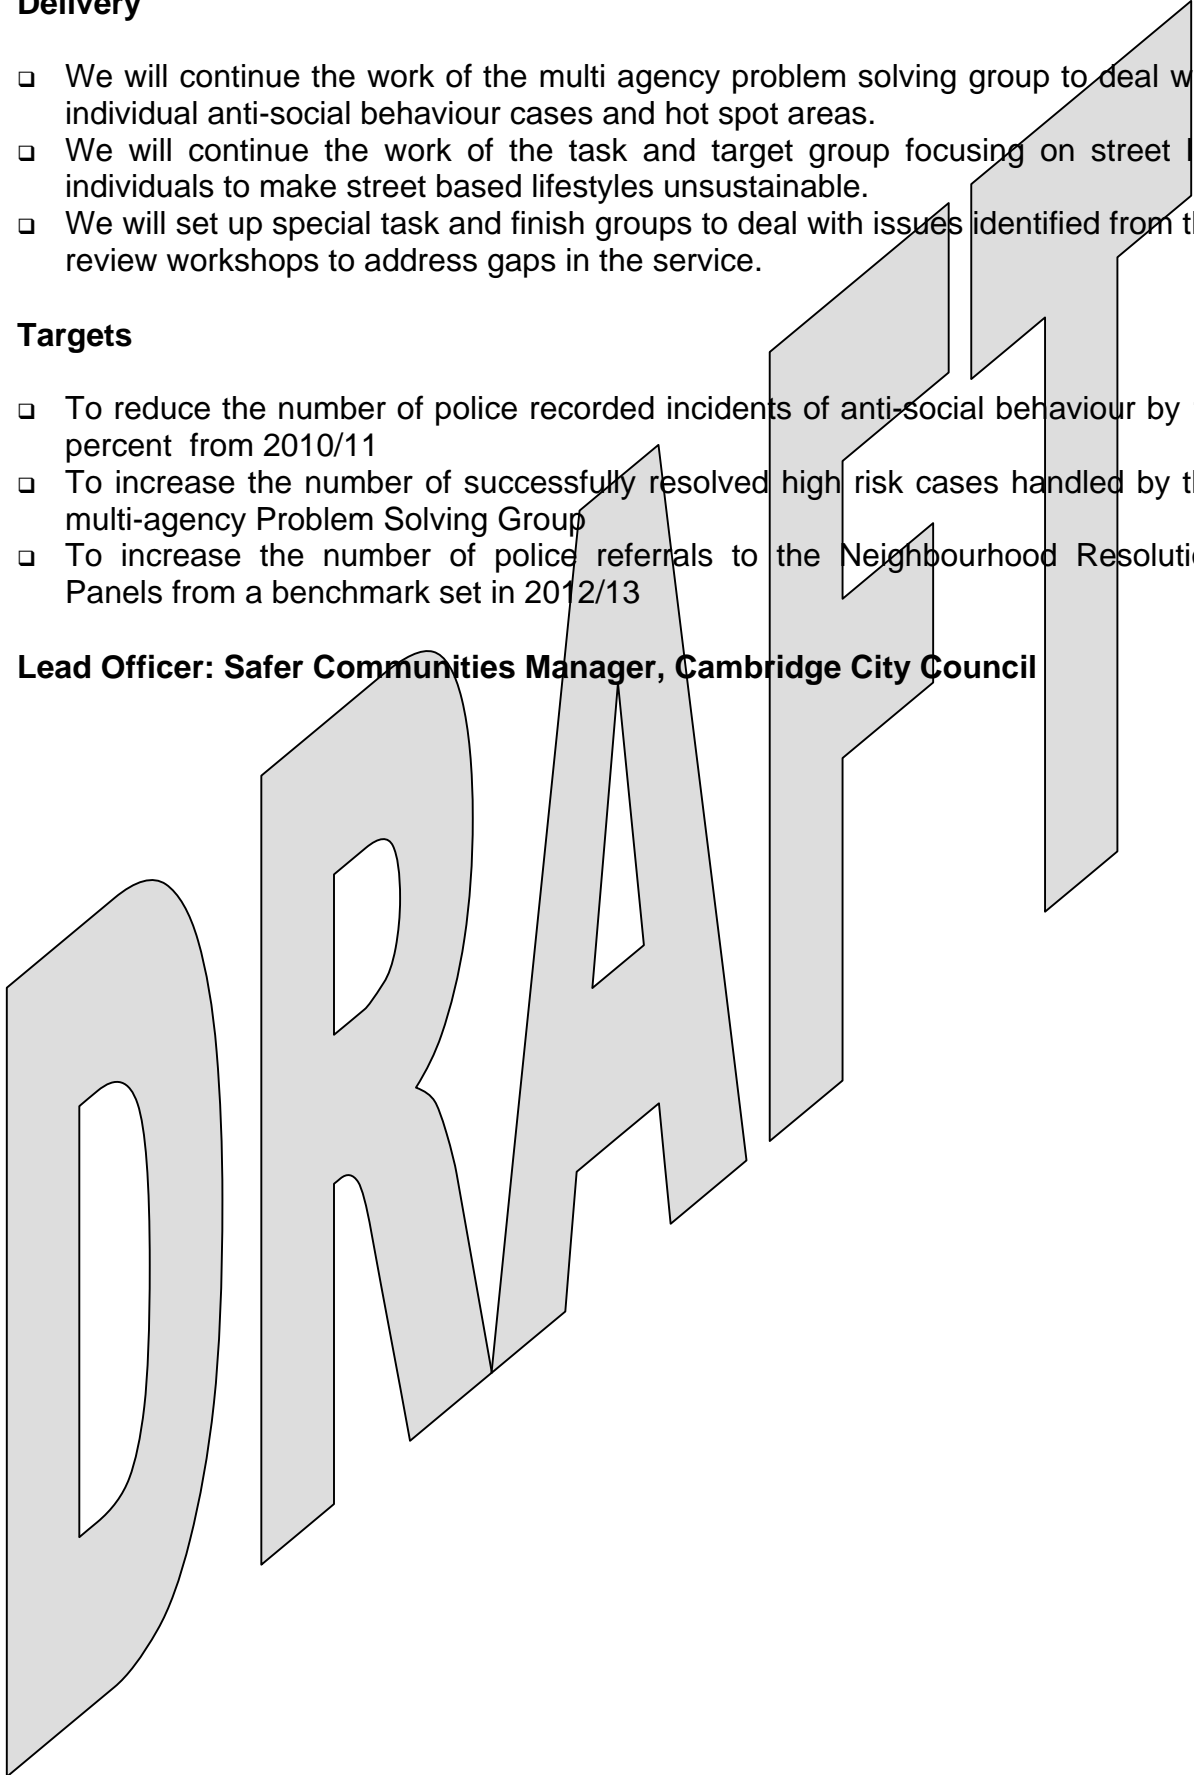 Delivery
❑ We will continue the work of the multi agency problem solving group to deal
individual anti-social behaviour cases and hot spot areas.
❑ We will continue the work of the task and target group focusing on street
individuals to make street based lifestyles unsustainable.
❑ We will set up special task and finish groups to deal with issues identified from
review workshops to address gaps in the service.
Targets
❑ To reduce the number of police recorded incidents of anti-social behaviour by
percent from 2010/11
❑ To increase the number of successfully resolved high risk cases handled by
multi-agency Problem Solving Group
❑ To increase the number of police referrals to the Neighbourhood
Panels from a benchmark set in 2012/13
Lead Officer: Safer Communities Manager, Cambridge City Council
DRAFT